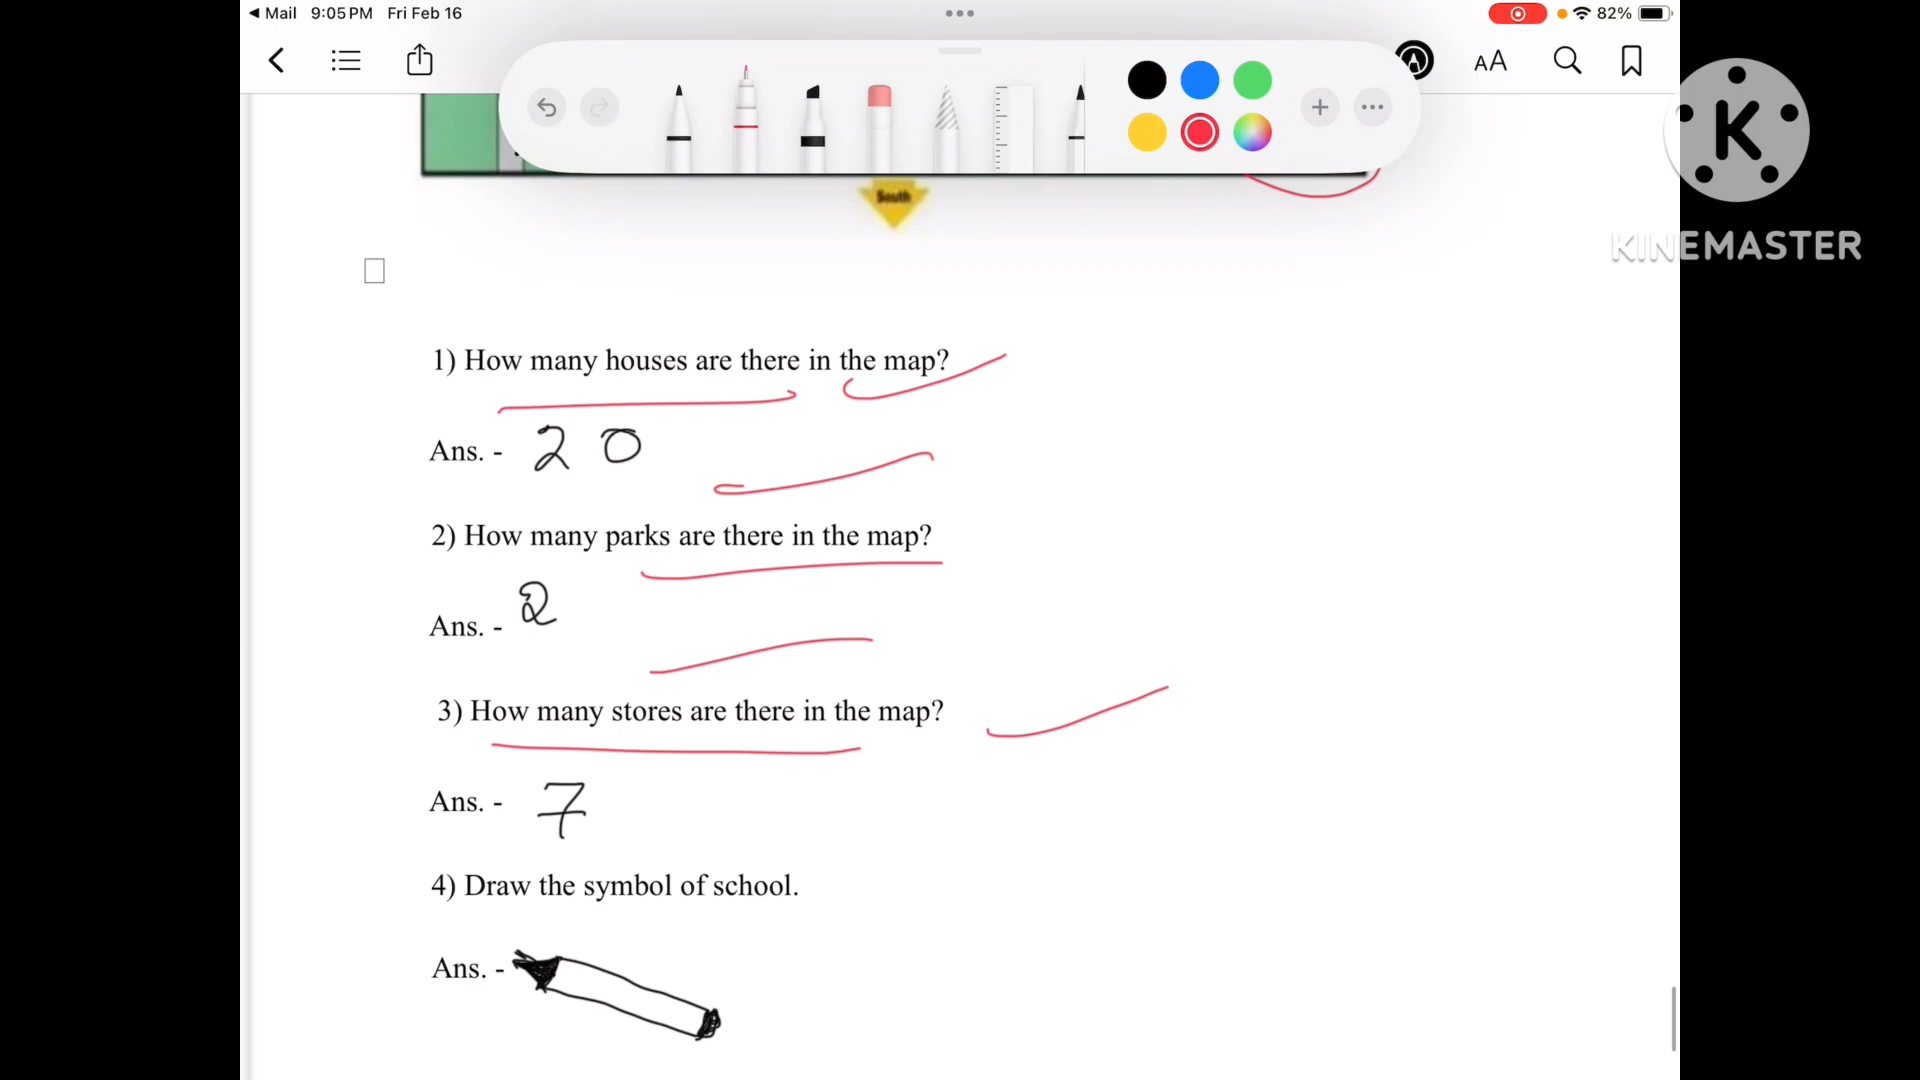 Mail 9:05 PM Fri Feb 16 82%
AA
K
KINEMASTER
South
1) How many houses are there in the map?
Ans. - 20
2) How many parks are there in the map?
Ans. - 2
3) How many stores are there in the map?
Ans. - 7
4) Draw the symbol of school.
Ans. -